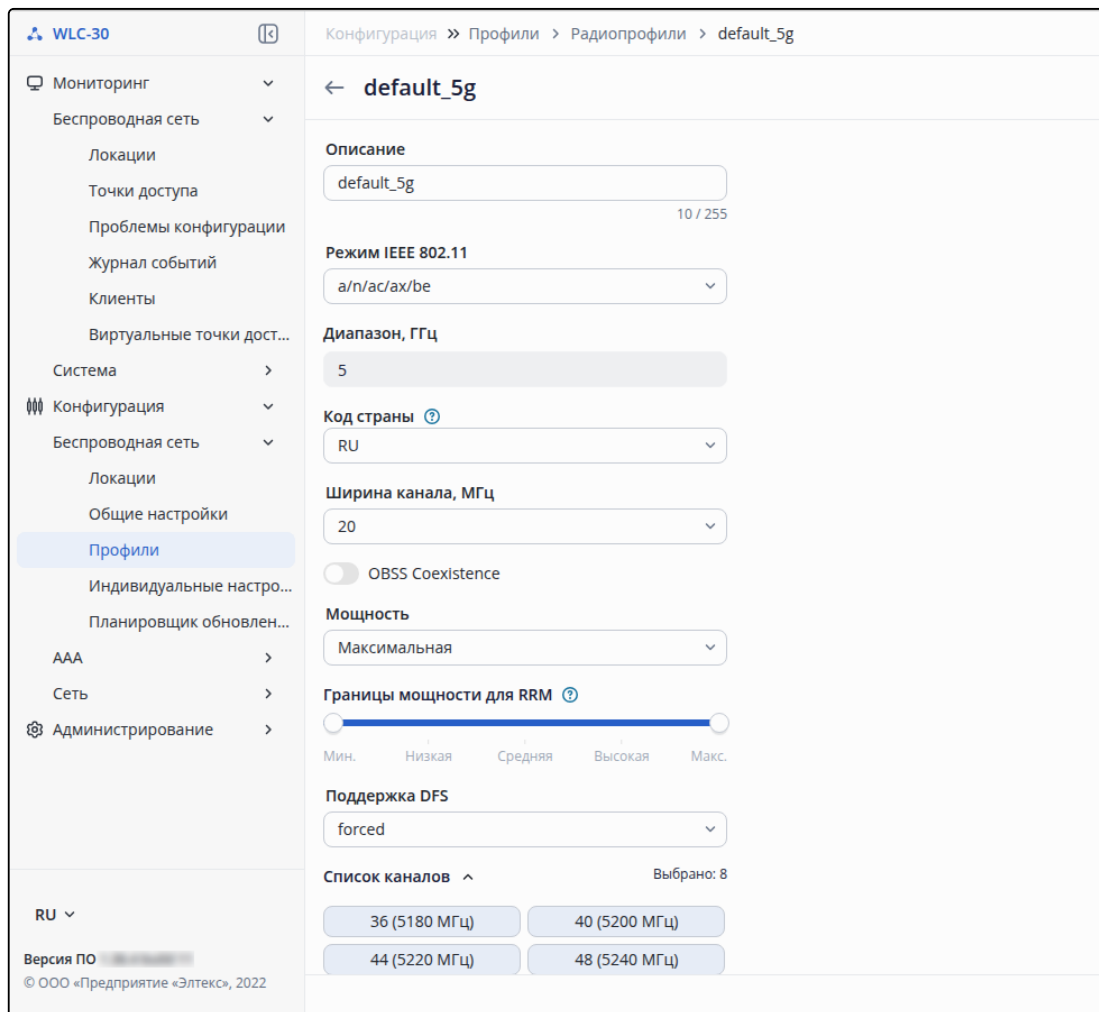 WLC-30
Мониторинг
Беспроводная сеть
Локации
Точки доступа
Проблемы конфигурации
Журнал событий
Клиенты
Виртуальные точки дост...
Система
Конфигурация
Беспроводная сеть
Локации
Общие настройки
Профили
Индивидуальные настро...
Планировщик обновлен...
AAA
Сеть
Администрирование
RU
Версия ПО
© ООО «Предприятие «Элтекс», 2022
Конфигурация » Профили > Радиопрофили > default_5g
← default_5g
Описание
default_5g
10 / 255
Режим IEEE 802.11
a/n/ac/ax/be
Диапазон, ГГц
5
Код страны ?
RU
Ширина канала, МГц
20
OBSS Coexistence
Мощность
Максимальная
Границы мощности для RRM ?
Мин. Низкая Средняя Высокая Макс.
Поддержка DFS
forced
Список каналов Выбрано: 8
36 (5180 МГц) 40 (5200 МГц)
44 (5220 МГц) 48 (5240 МГц)